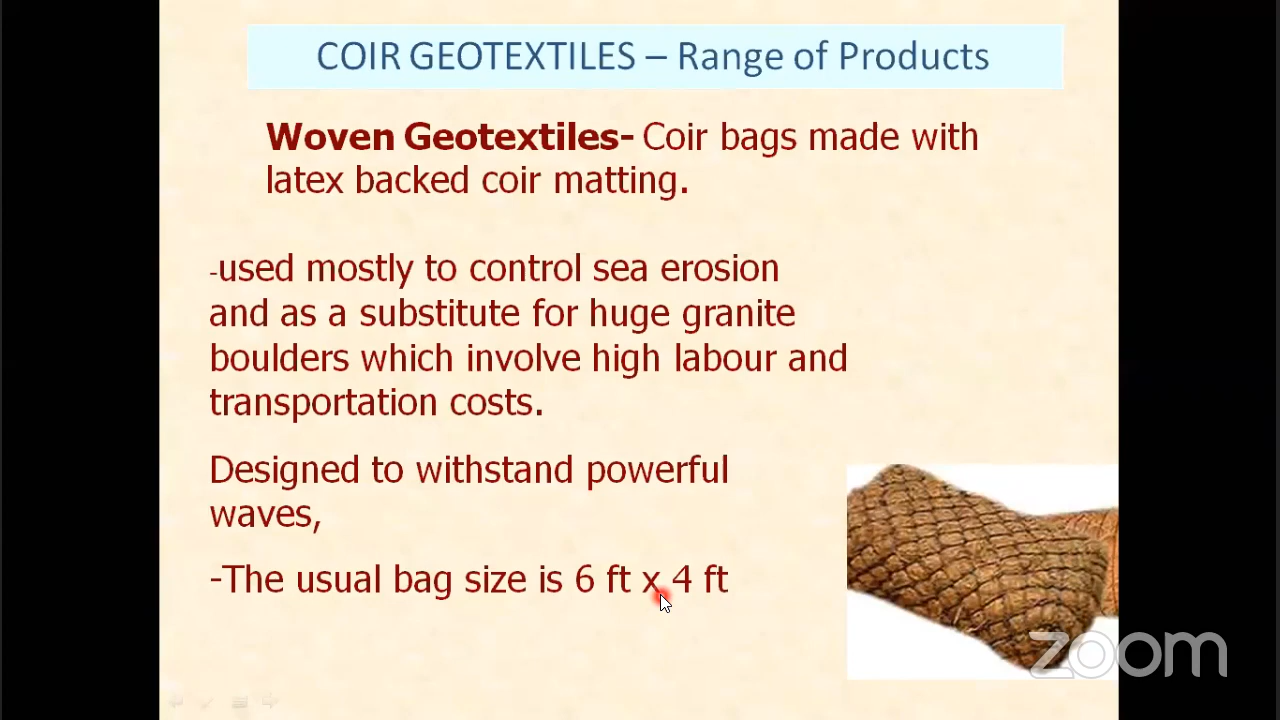 COIR GEOTEXTILES – Range of Products
Woven Geotextiles- Coir bags made with
latex backed coir matting.
-used mostly to control sea erosion
and as a substitute for huge granite
boulders which involve high labour and
transportation costs.
Designed to withstand powerful
waves,
-The usual bag size is 6 ft x 4 ft
zoom